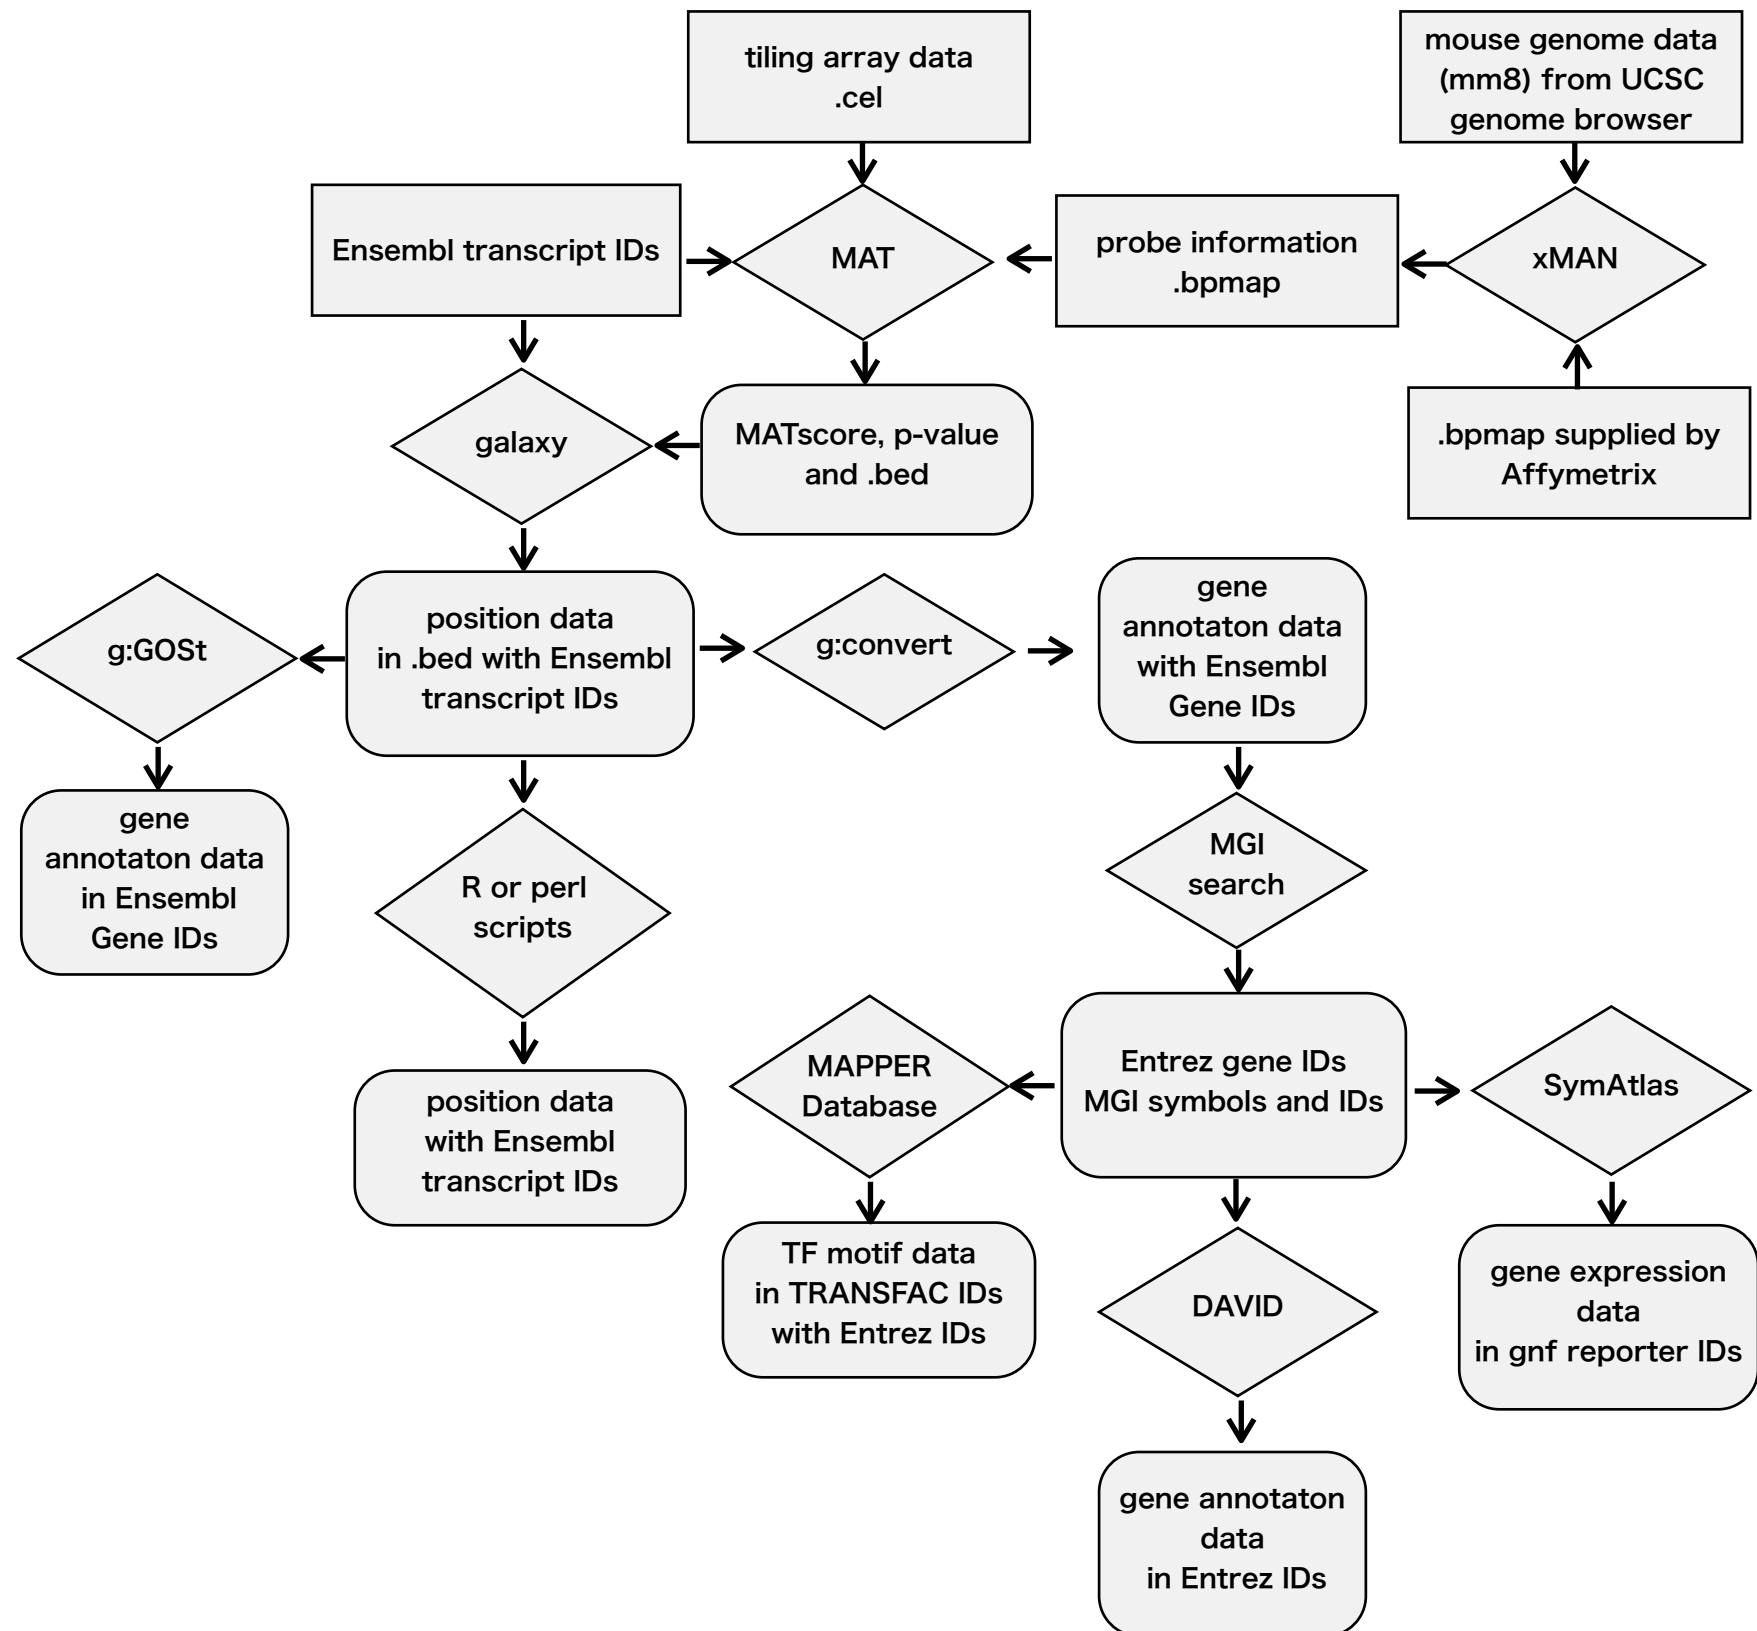 tiling array data
.cel
mouse genome data
(mm8) from UCSC
genome browser
Ensembl transcript IDs
MAT
probe information
.bpmap
xMAN
galaxy
MATscore, p-value
and .bed
.bpmap supplied by
Affymetrix
g:GOSt
position data
in .bed with Ensembl
transcript IDs
g:convert
gene
annotaton data
with Ensembl
Gene IDs
gene
annotaton data
in Ensembl
Gene IDs
R or perl
scripts
MGI
search
position data
with Ensembl
transcript IDs
MAPPER
Database
Entrez gene IDs
MGI symbols and IDs
SymAtlas
TF motif data
in TRANSFAC IDs
with Entrez IDs
DAVID
gene expression
data
in gnf reporter IDs
gene annotaton
data
in Entrez IDs